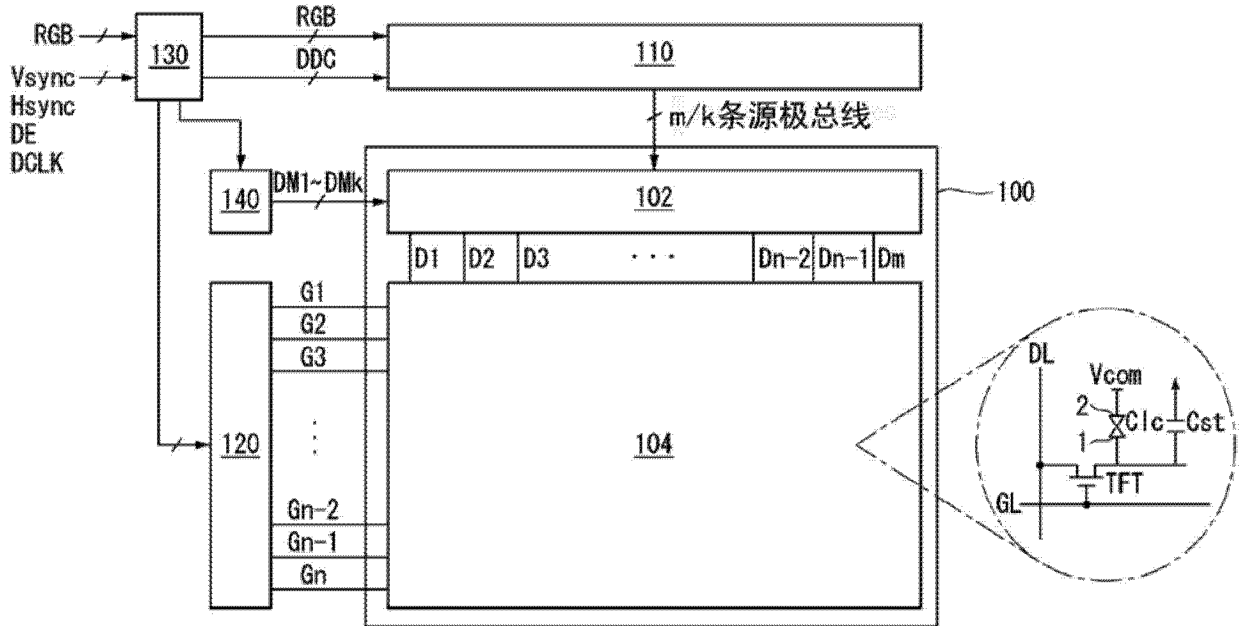 RGB
130
RGB
DDC
110
Vsync
Hsync
DE
DCLK
m/k条源极总线
140
DM1~DMk
102
100
D1 D2 D3 ··· Dn-2 Dn-1 Dm
G1
G2
G3
120
104
Gn-2
Gn-1
Gn
DL
Vcom
2
Clc
Cst
1
TFT
GL